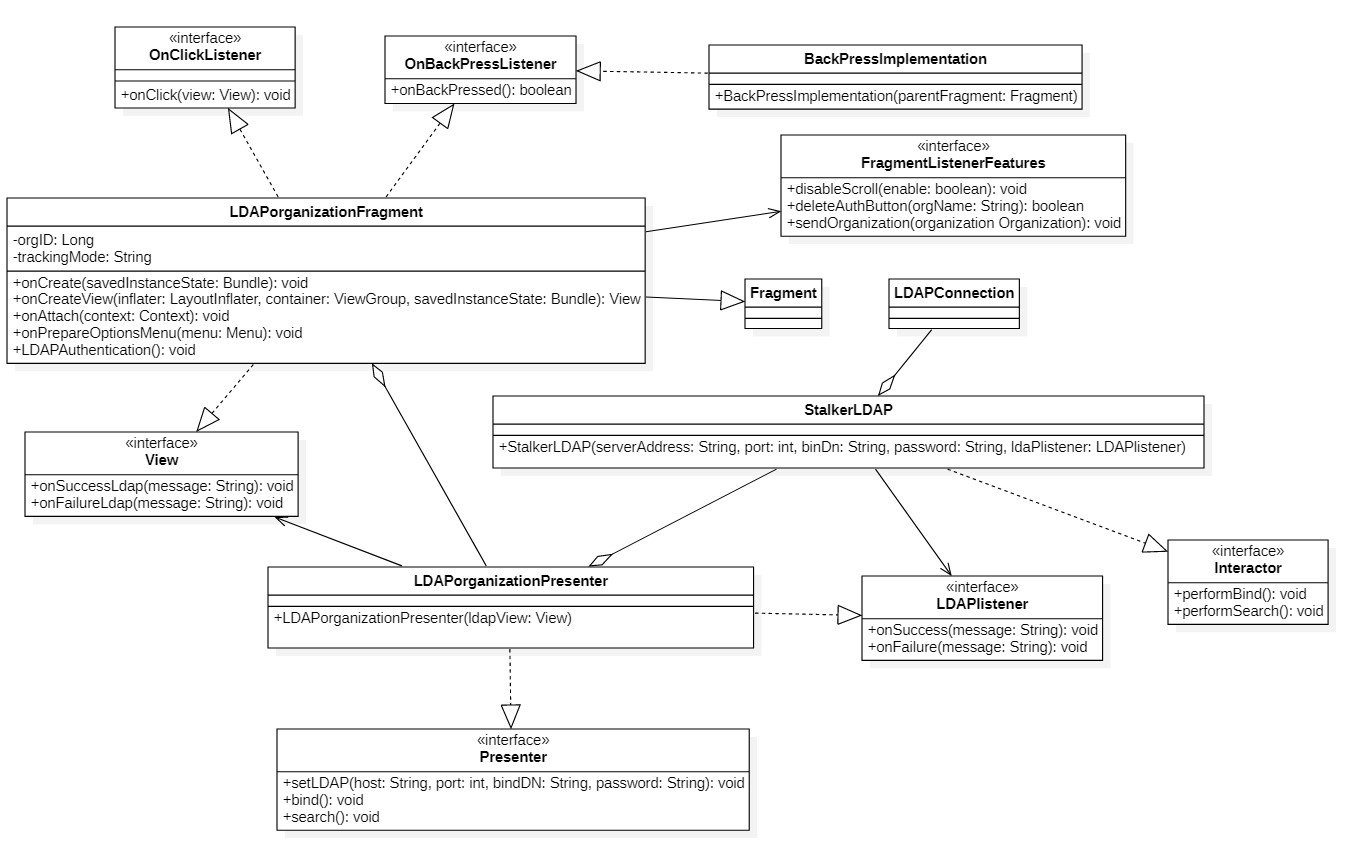 «interface»
OnClickListener
+onClick(view: View): void
«interface»
OnBackPressListener
+onBackPressed(): boolean
BackPressImplementation
+BackPressImplementation(parentFragment: Fragment)
«interface»
FragmentListenerFeatures
+disableScroll(enable: boolean): void
+deleteAuthButton(orgName: String): boolean
+sendOrganization(organization Organization): void
LDAPorganizationFragment
-orgID: Long
-trackingMode: String
+onCreate(savedInstanceState: Bundle): void
+onCreateView(inflater: LayoutInflater, container: ViewGroup, savedInstanceState: Bundle): View
+onAttach(context: Context): void
+onPrepareOptionsMenu(menu: Menu): void
+LDAPAuthentication(): void
Fragment
LDAPConnection
StalkerLDAP
+StalkerLDAP(serverAddress: String, port: int, binDn: String, password: String, ldaPlistener: LDAPlistener)
«interface»
View
+onSuccessLdap(message: String): void
+onFailureLdap(message: String): void
«interface»
Interactor
+performBind(): void
+performSearch(): void
LDAPorganizationPresenter
+LDAPorganizationPresenter(ldapView: View)
«interface»
LDAPlistener
+onSuccess(message: String): void
+onFailure(message: String): void
«interface»
Presenter
+setLDAP(host: String, port: int, bindDN: String, password: String): void
+bind(): void
+search(): void